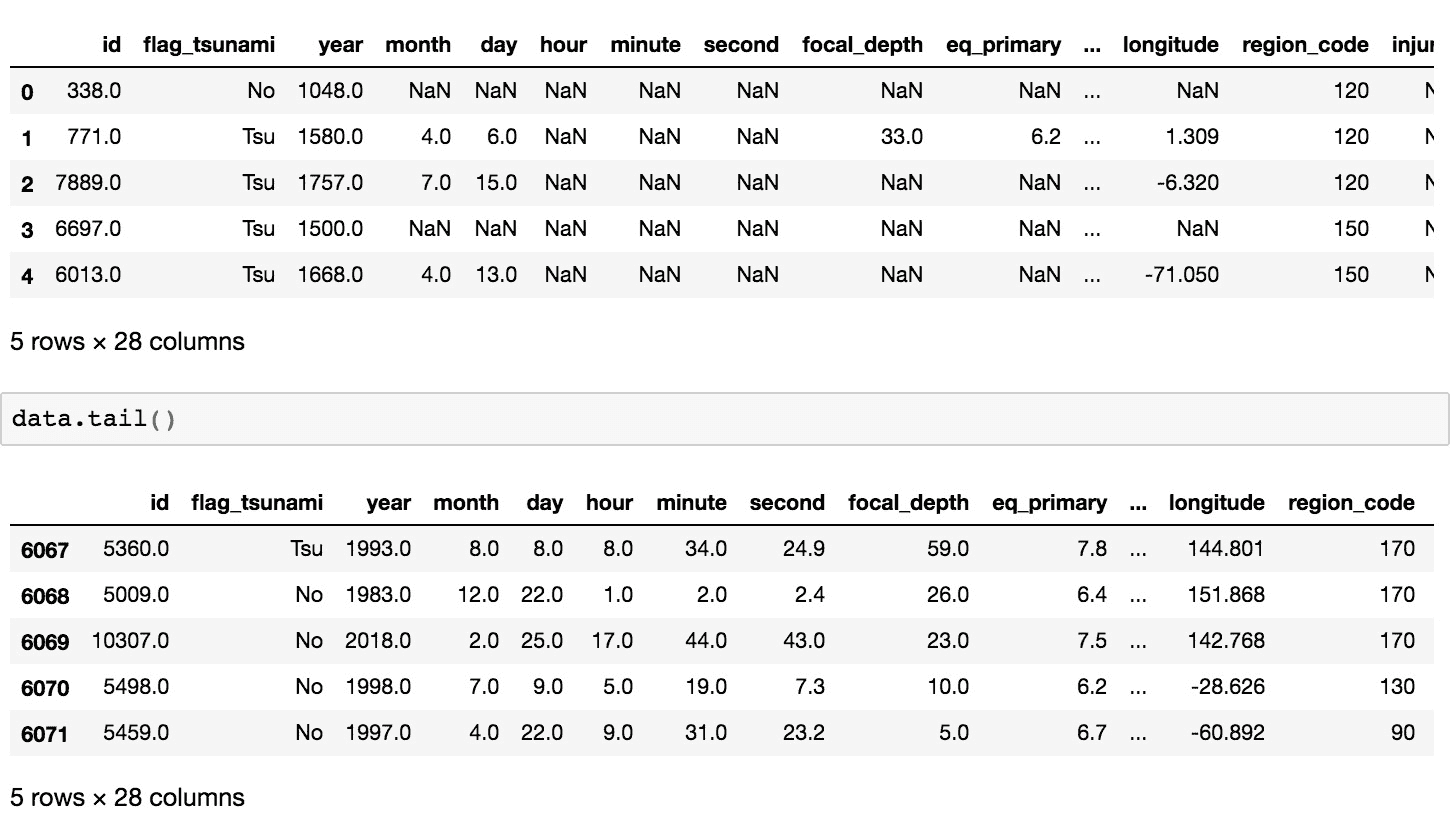 id flag_tsunami year month day hour minute second focal_depth eq_primary ... longitude region_code
0 338.0 No 1048.0 NaN NaN NaN NaN NaN NaN NaN ... NaN 120
1 771.0 Tsu 1580.0 4.0 6.0 NaN NaN NaN 33.0 6.2 ... 1.309 120
2 7889.0 Tsu 1757.0 7.0 15.0 NaN NaN NaN NaN NaN ... -6.320 120
3 6697.0 Tsu 1500.0 NaN NaN NaN NaN NaN NaN NaN ... NaN 150
4 6013.0 Tsu 1668.0 4.0 13.0 NaN NaN NaN NaN NaN ... -71.050 150
5 rows × 28 columns
data.tail()
id flag_tsunami year month day hour minute second focal_depth eq_primary ... longitude region_code
6067 5360.0 Tsu 1993.0 8.0 8.0 8.0 34.0 24.9 59.0 7.8 ... 144.801 170
6068 5009.0 No 1983.0 12.0 22.0 1.0 2.0 2.4 26.0 6.4 ... 151.868 170
6069 10307.0 No 2018.0 2.0 25.0 17.0 44.0 43.0 23.0 7.5 ... 142.768 170
6070 5498.0 No 1998.0 7.0 9.0 5.0 19.0 7.3 10.0 6.2 ... -28.626 130
6071 5459.0 No 1997.0 4.0 22.0 9.0 31.0 23.2 5.0 6.7 ... -60.892 90
5 rows × 28 columns